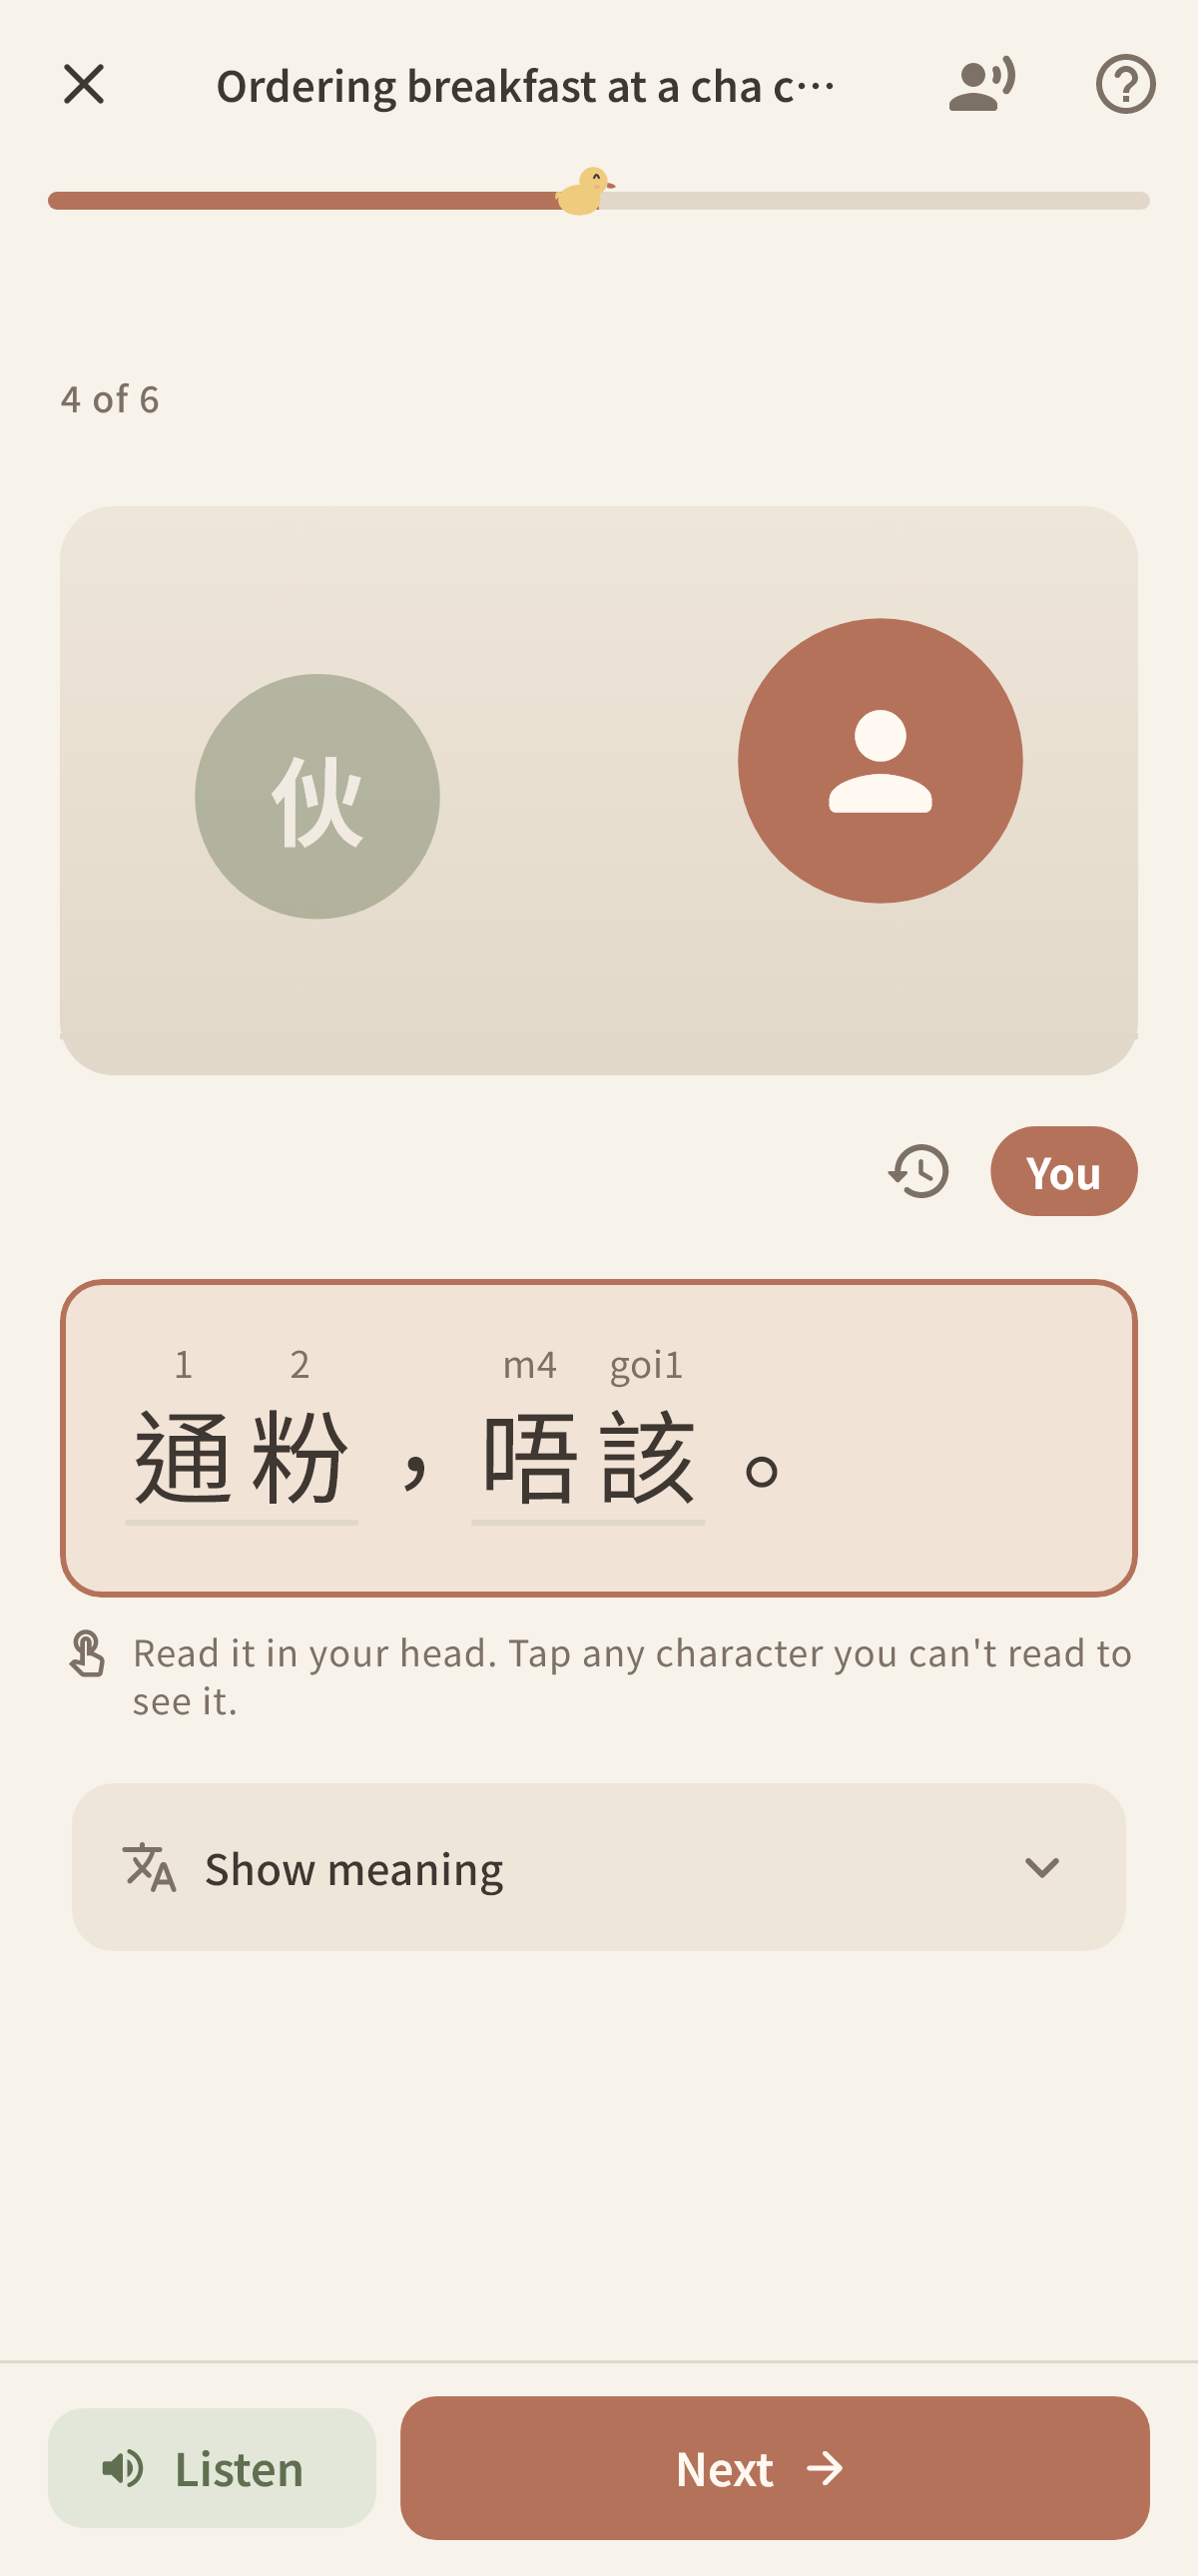 Ordering breakfast at a cha c…
4 of 6
伙
You
1 2 m4 goi1
通粉，唔該。
Read it in your head. Tap any character you can't read to
see it.
Show meaning
Listen
Next